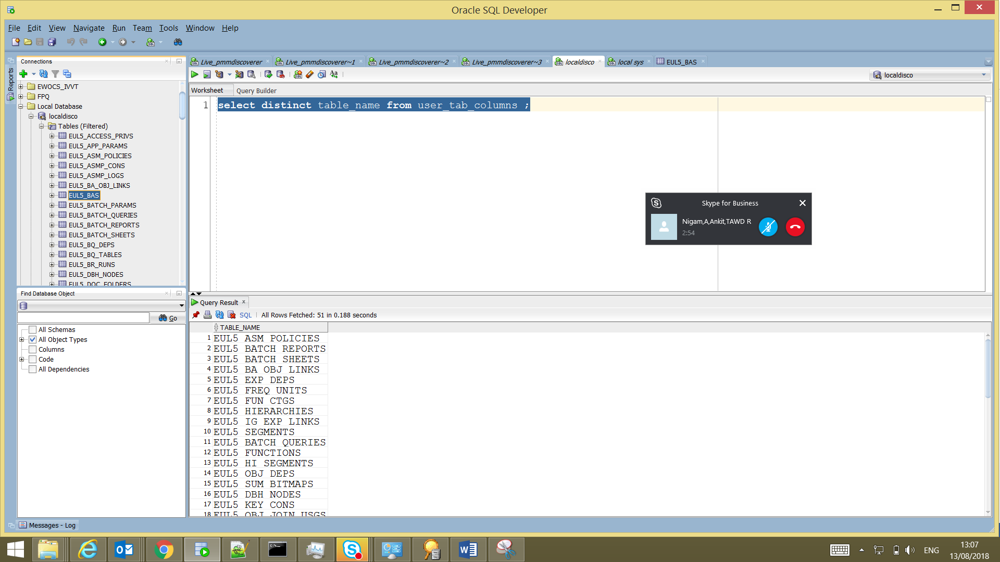 Oracle SQL Developer
File Edit View Navigate Run Team Tools Window Help
Reports
Connections
EWOCS_IVVT
FPQ
Local Database
localdisco
Tables (Filtered)
EUL5_ACCESS_PRIVS
EUL5_APP_PARAMS
EUL5_ASM_POLICIES
EUL5_ASMP_CONS
EUL5_ASMP_LOGS
EUL5_BA_OBJ_LINKS
EUL5_BAS
EUL5_BATCH_PARAMS
EUL5_BATCH_QUERIES
EUL5_BATCH_REPORTS
EUL5_BATCH_SHEETS
EUL5_BQ_DEPS
EUL5_BQ_TABLES
EUL5_BR_RUNS
EUL5_DBH_NODES
EUL5_DOC_FOLDERS
Find Database Object
Go
All Schemas
All Object Types
Columns
Code
All Dependencies
Live_pmmdiscoverer Live_pmmdiscoverer~1 Live_pmmdiscoverer~2 Live_pmmdiscoverer~3 localdisco local sys EUL5_BAS
localdisco
Worksheet Query Builder
1 select distinct table_name from user_tab_columns ;
Skype for Business
Nigam,A,Ankit,TAWD R
2:54
Query Result
SQL All Rows Fetched: 51 in 0.188 seconds
TABLE_NAME
1 EUL5 ASM POLICIES
2 EUL5 BATCH REPORTS
3 EUL5 BATCH SHEETS
4 EUL5 BA OBJ LINKS
5 EUL5 EXP DEPS
6 EUL5 FREQ UNITS
7 EUL5 FUN CTGS
8 EUL5 HIERARCHIES
9 EUL5 IG EXP LINKS
10 EUL5 SEGMENTS
11 EUL5 BATCH QUERIES
12 EUL5 FUNCTIONS
13 EUL5 HI SEGMENTS
14 EUL5 OBJ DEPS
15 EUL5 SUM BITMAPS
16 EUL5 DBH NODES
17 EUL5 KEY CONS
18 EUL5 OBJ JOIN USGS
Messages - Log
ENG
13:07
13/08/2018